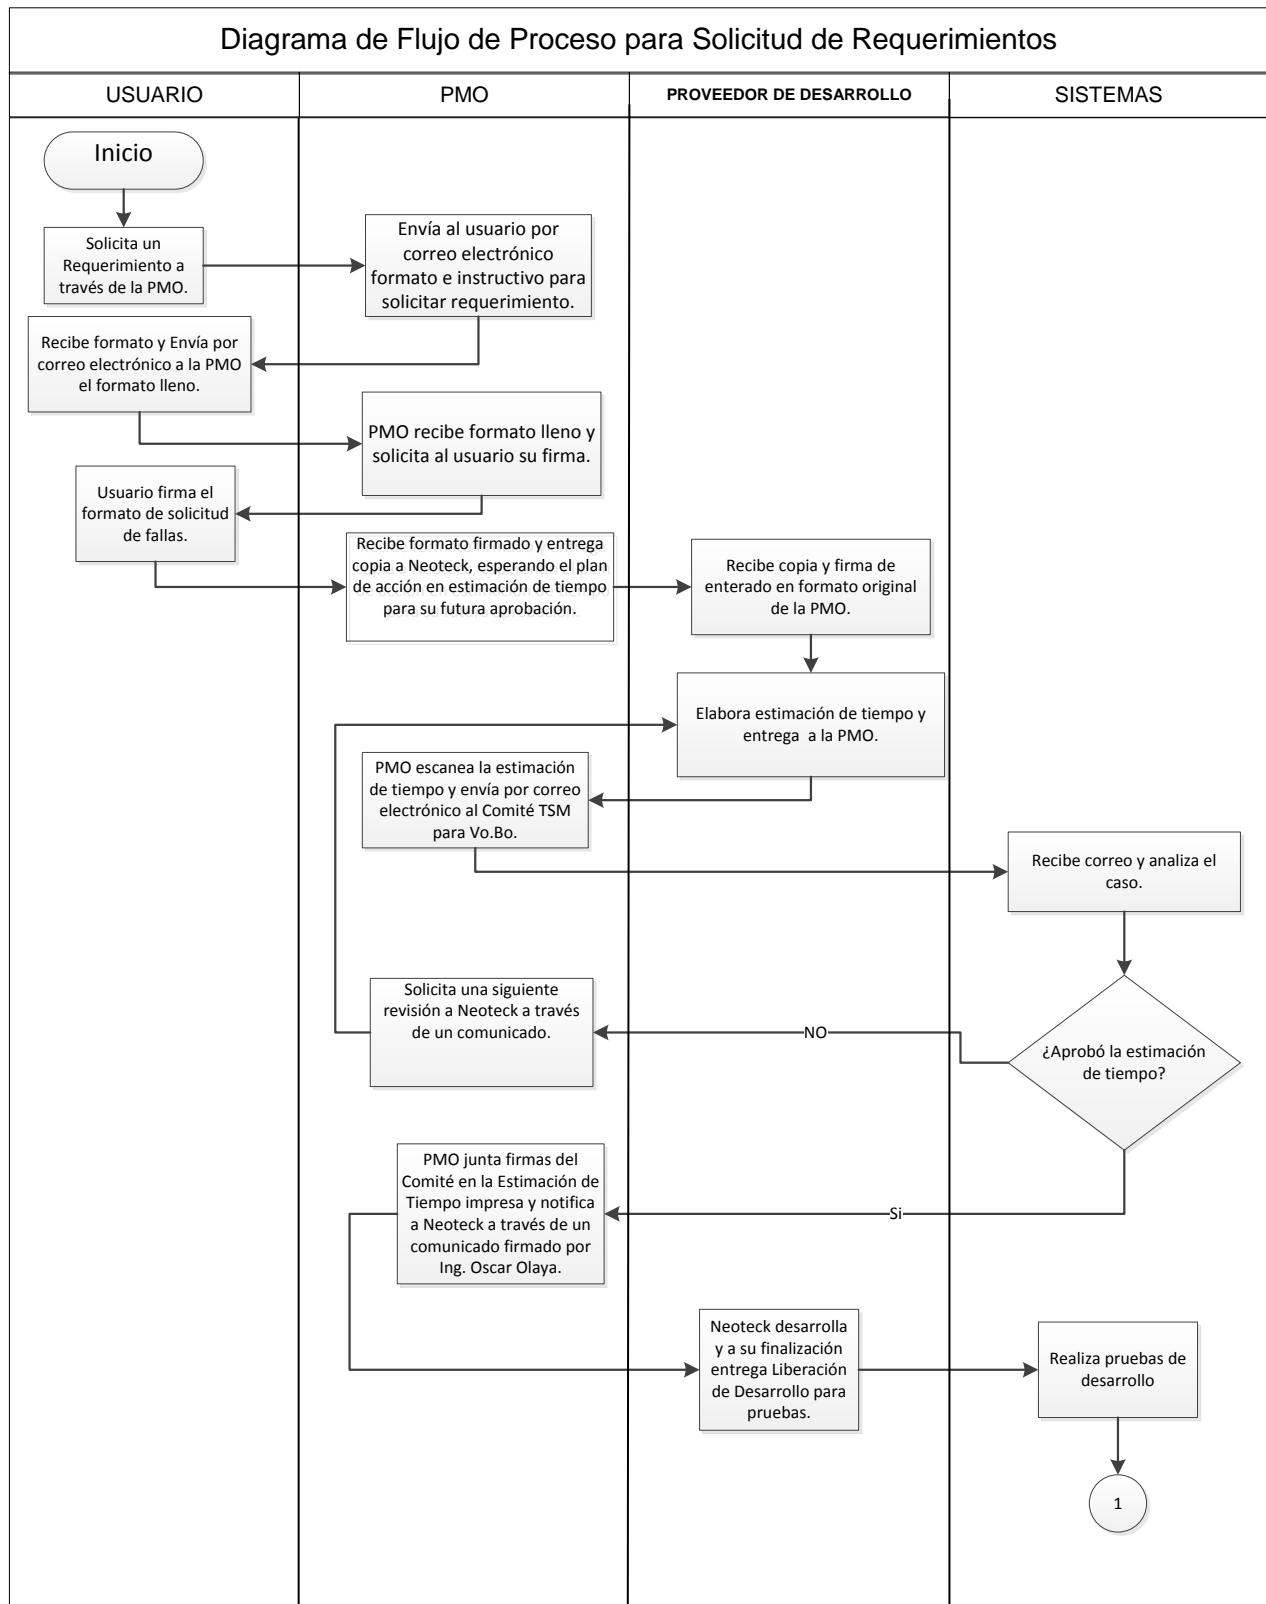 Diagrama de Flujo de Proceso para Solicitud de Requerimientos
USUARIO
PMO
PROVEEDOR DE DESARROLLO
SISTEMAS
Inicio
Solicita un
Requerimiento a
través de la PMO.
Envía al usuario por
correo electrónico
formato e instructivo para
solicitar requerimiento.
Recibe formato y Envía por
correo electrónico a la PMO
el formato lleno.
PMO recibe formato lleno y
solicita al usuario su firma.
Usuario firma el
formato de solicitud
de fallas.
Recibe formato firmado y entrega
copia a Neoteck, esperando el plan
de acción en estimación de tiempo
para su futura aprobación.
Recibe copia y firma de
enterado en formato original
de la PMO.
Elabora estimación de tiempo y
entrega a la PMO.
PMO escanea la estimación
de tiempo y envía por correo
electrónico al Comité TSM
para Vo.Bo.
Recibe correo y analiza el
caso.
¿Aprobó la estimación
de tiempo?
NO
Solicita una siguiente
revisión a Neoteck a través
de un comunicado.
Si
PMO junta firmas del
Comité en la Estimación de
Tiempo impresa y notifica
a Neoteck a través de un
comunicado firmado por
Ing. Oscar Olaya.
Neoteck desarrolla
y a su finalización
entrega Liberación
de Desarrollo para
pruebas.
Realiza pruebas de
desarrollo
1